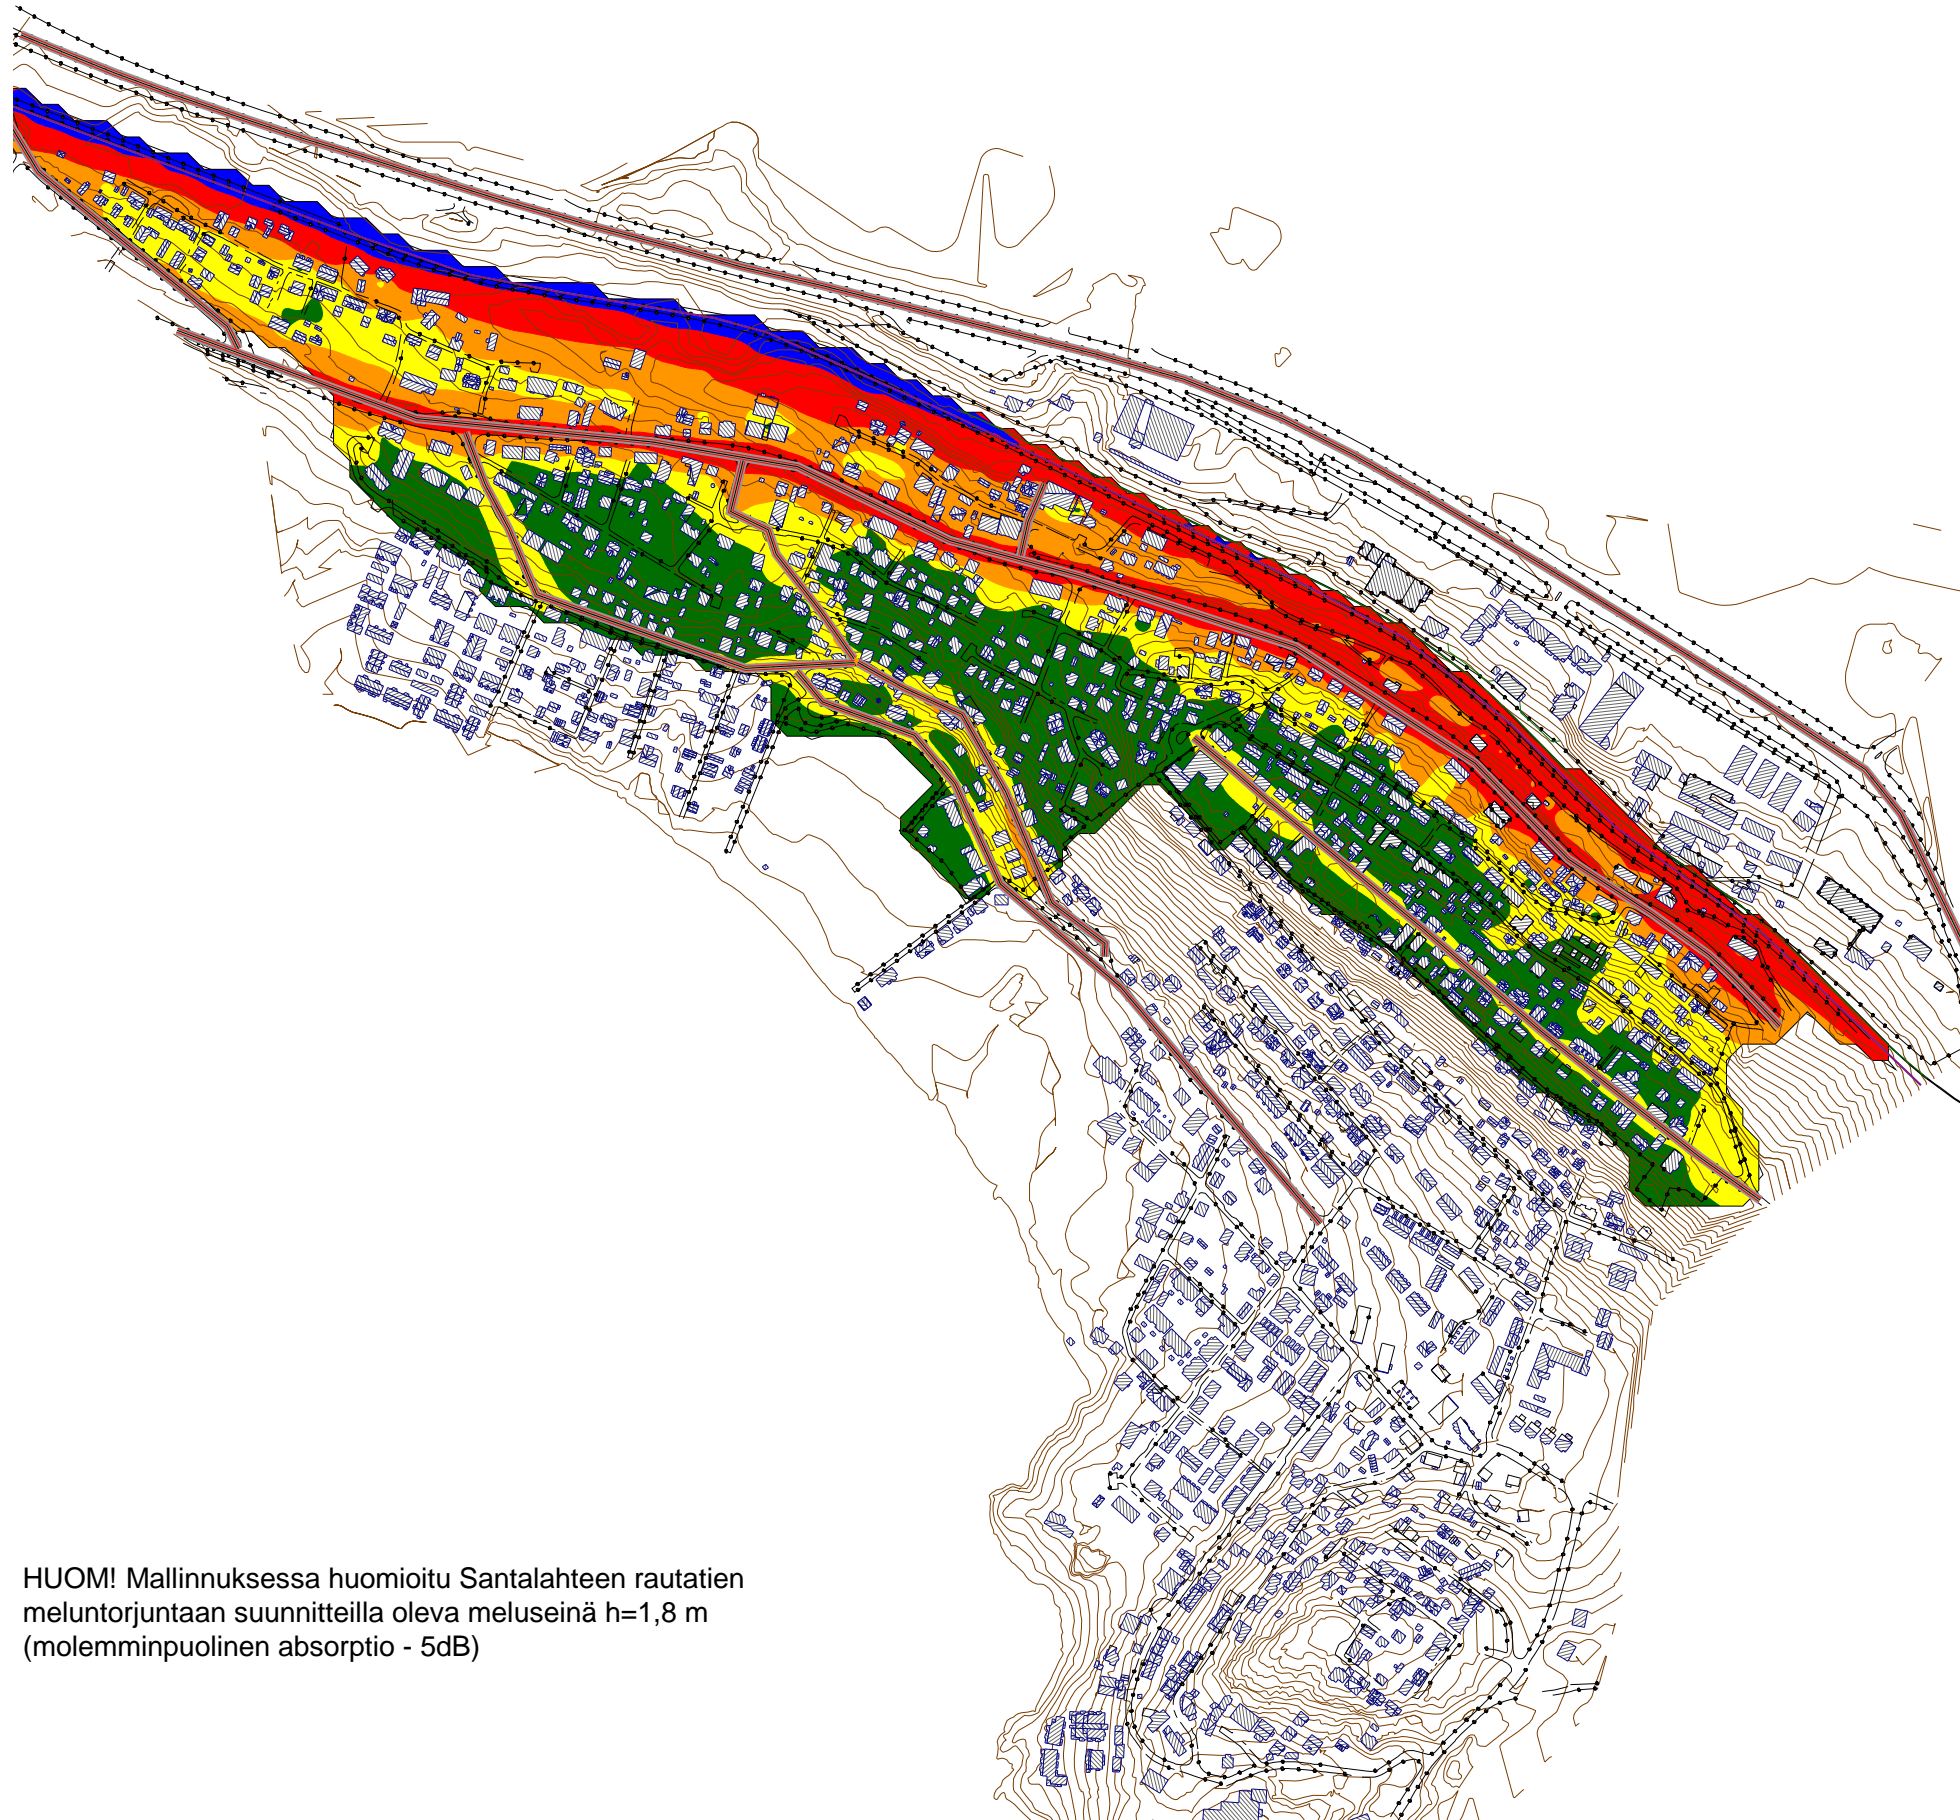 HUOM! Mallinnuksessa huomioitu Santalahteen rautatien
meluntorjuntaan suunnitteilla oleva meluseinä h=1,8 m
(molemminpuolinen absorptio - 5dB)